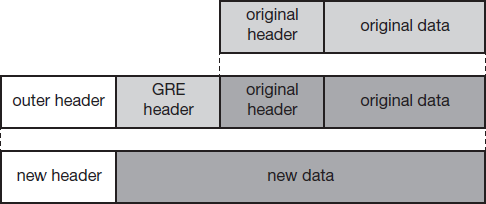 original
header
original data
outer header
GRE
header
original
header
original data
new header
new data